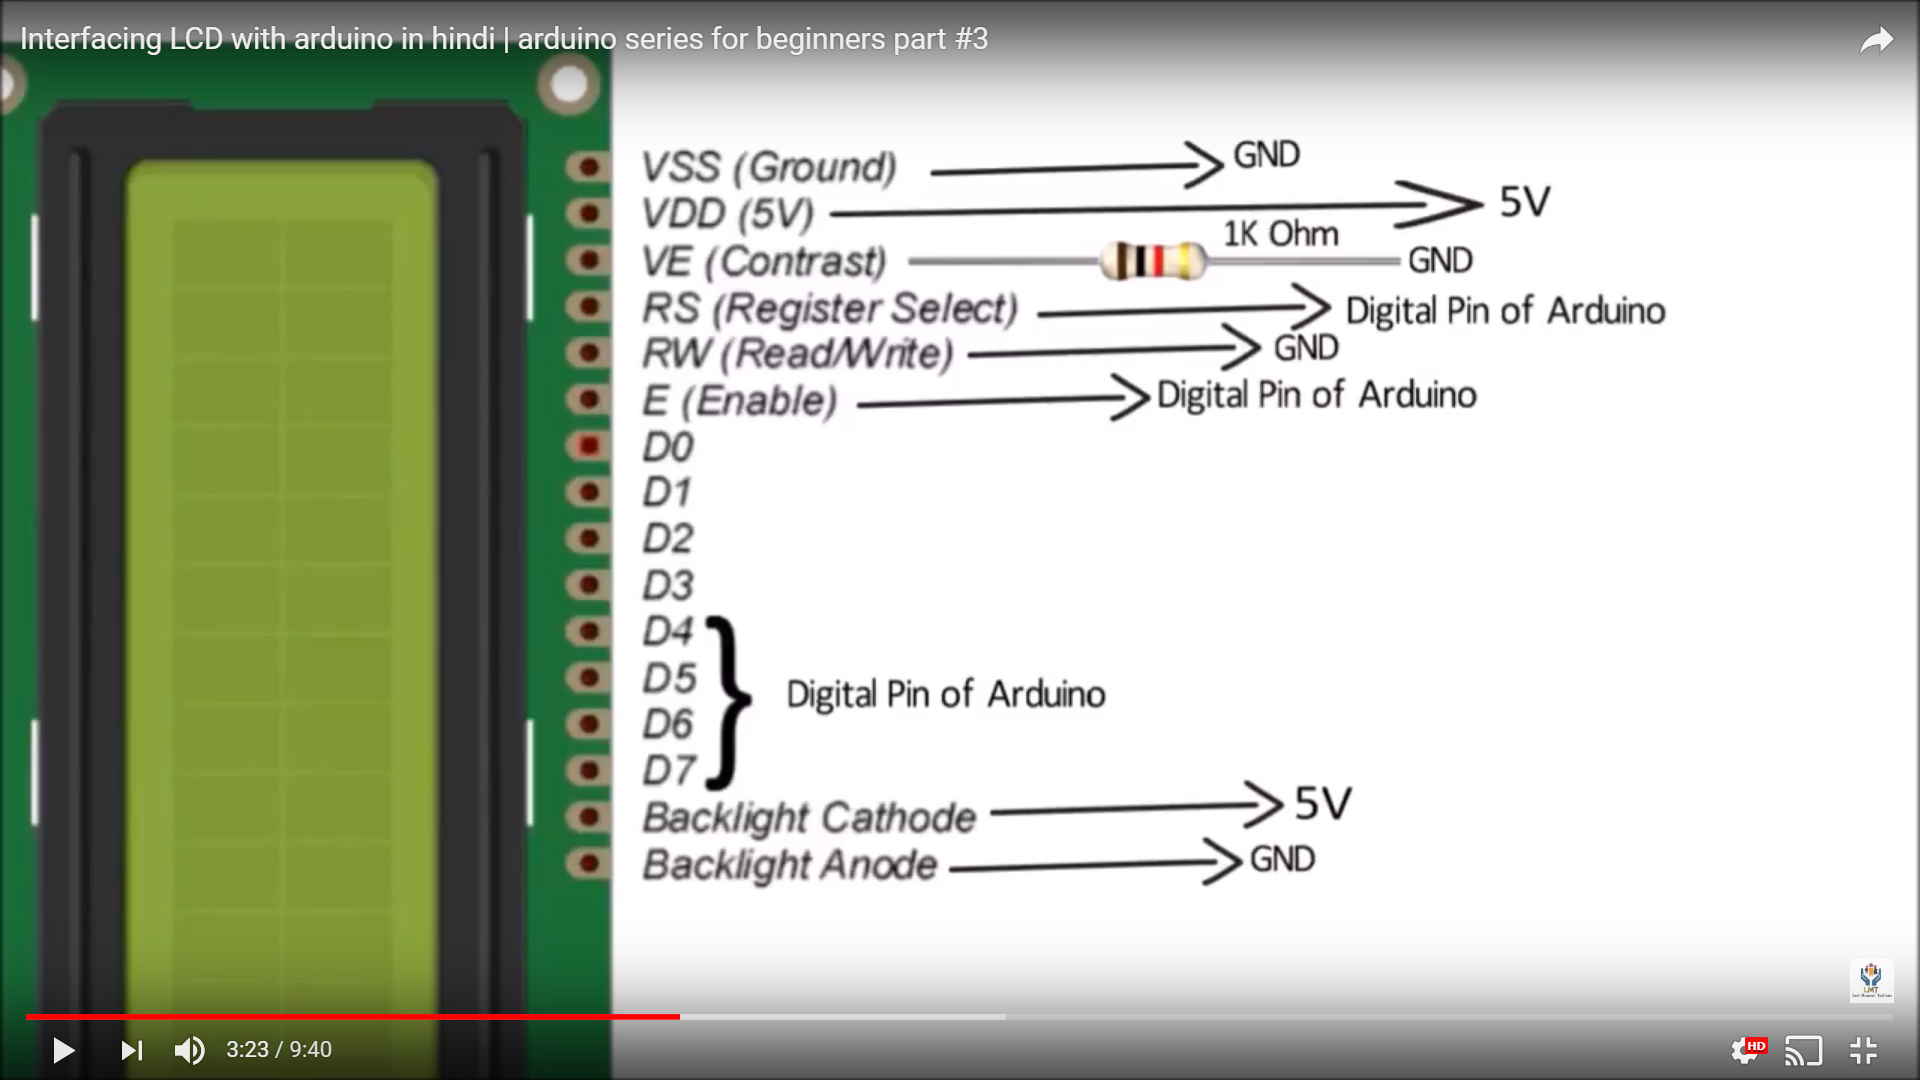 Interfacing LCD with arduino in hindi | arduino series for beginners part #3
VSS (Ground) GND
VDD (5V) 5V
1K Ohm
VE (Contrast) GND
RS (Register Select) Digital Pin of Arduino
RW (Read/Write) GND
E (Enable) Digital Pin of Arduino
D0
D1
D2
D3
D4
D5
Digital Pin of Arduino
D6
D7
Backlight Cathode 5V
Backlight Anode GND
LMT
3:23 / 9:40
HD